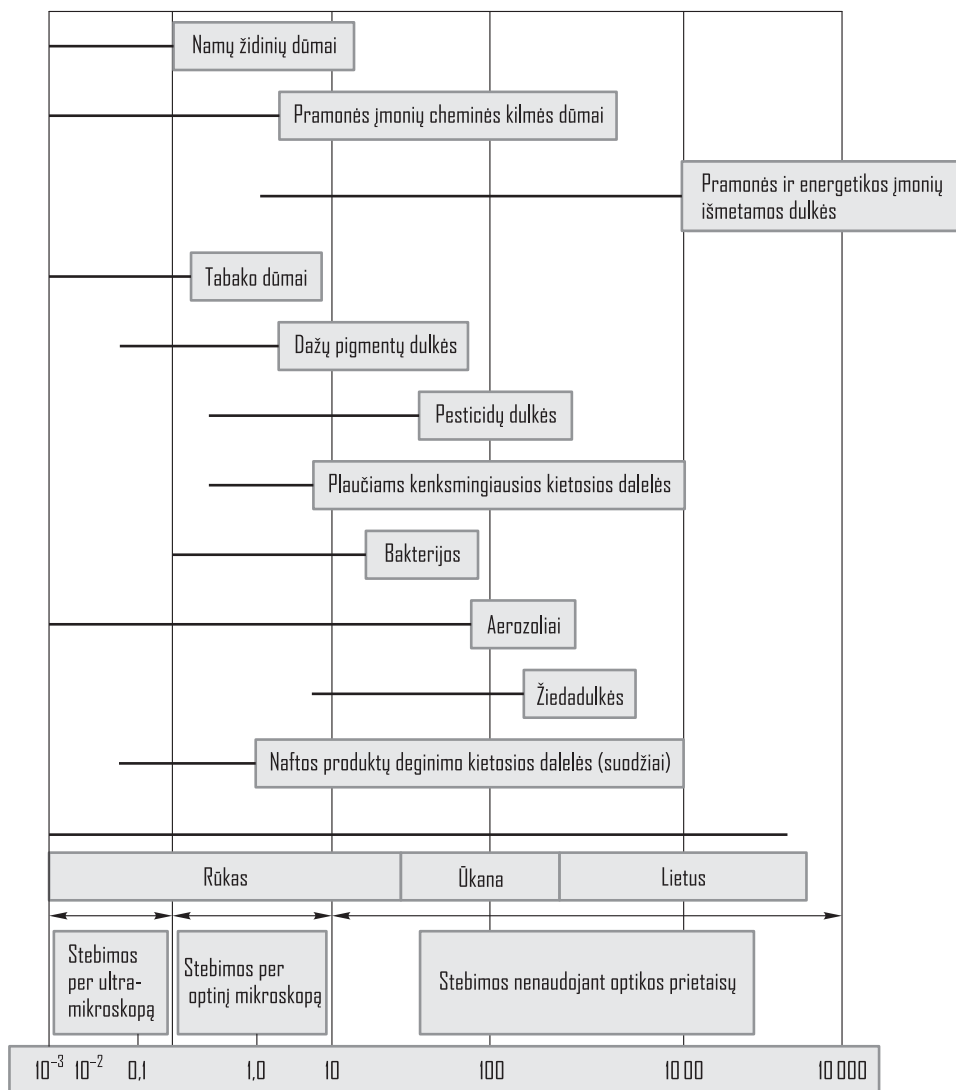 Namų židinių dūmai
Pramonės įmonių cheminės kilmės dūmai
Pramonės ir energetikos įmonių
išmetamos dulkės
Tabako dūmai
Dažų pigmentų dulkės
Pesticidų dulkės
Plaučiams kenksmingiausios kietosios dalelės
Bakterijos
Aerozoliai
Žiedadulkės
Naftos produktų deginimo kietosios dalelės (suodžiai)
Rūkas Ūkana Lietus
Stebimos
per ultra-
mikroskopą
Stebimos per
optinį mikroskopą
Stebimos nenaudojant optikos prietaisų
10⁻³ 10⁻² 0,1 1,0 10 100 10 00 10 000